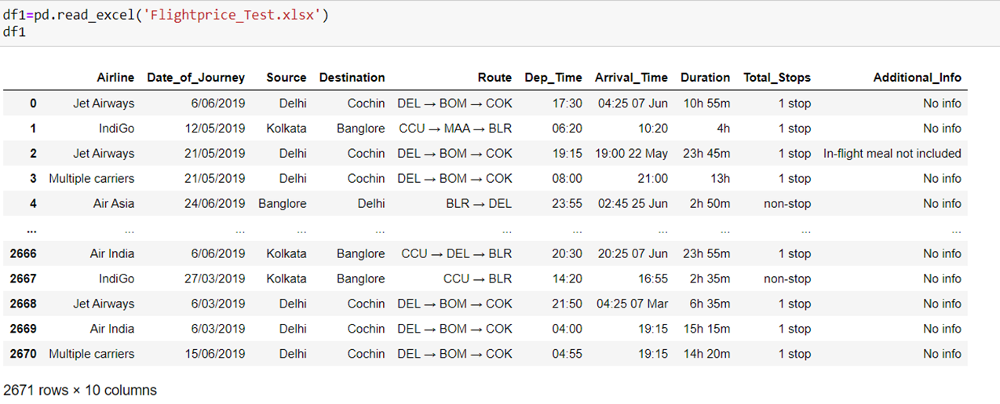 df1=pd.read_excel('Flightprice_Test.xlsx')
df1
Airline Date_of_Journey Source Destination Route Dep_Time Arrival_Time Duration Total_Stops Additional_Info
0 Jet Airways 6/06/2019 Delhi Cochin DEL → BOM → COK 17:30 04:25 07 Jun 10h 55m 1 stop No info
1 IndiGo 12/05/2019 Kolkata Banglore CCU → MAA → BLR 06:20 10:20 4h 1 stop No info
2 Jet Airways 21/05/2019 Delhi Cochin DEL → BOM → COK 19:15 19:00 22 May 23h 45m 1 stop In-flight meal not included
3 Multiple carriers 21/05/2019 Delhi Cochin DEL → BOM → COK 08:00 21:00 13h 1 stop No info
4 Air Asia 24/06/2019 Banglore Delhi BLR → DEL 23:55 02:45 25 Jun 2h 50m non-stop No info
... ... ... ... ... ... ... ... ... ... ...
2666 Air India 6/06/2019 Kolkata Banglore CCU → DEL → BLR 20:30 20:25 07 Jun 23h 55m 1 stop No info
2667 IndiGo 27/03/2019 Kolkata Banglore CCU → BLR 14:20 16:55 2h 35m non-stop No info
2668 Jet Airways 6/03/2019 Delhi Cochin DEL → BOM → COK 21:50 04:25 07 Mar 6h 35m 1 stop No info
2669 Air India 6/03/2019 Delhi Cochin DEL → BOM → COK 04:00 19:15 15h 15m 1 stop No info
2670 Multiple carriers 15/06/2019 Delhi Cochin DEL → BOM → COK 04:55 19:15 14h 20m 1 stop No info
2671 rows × 10 columns